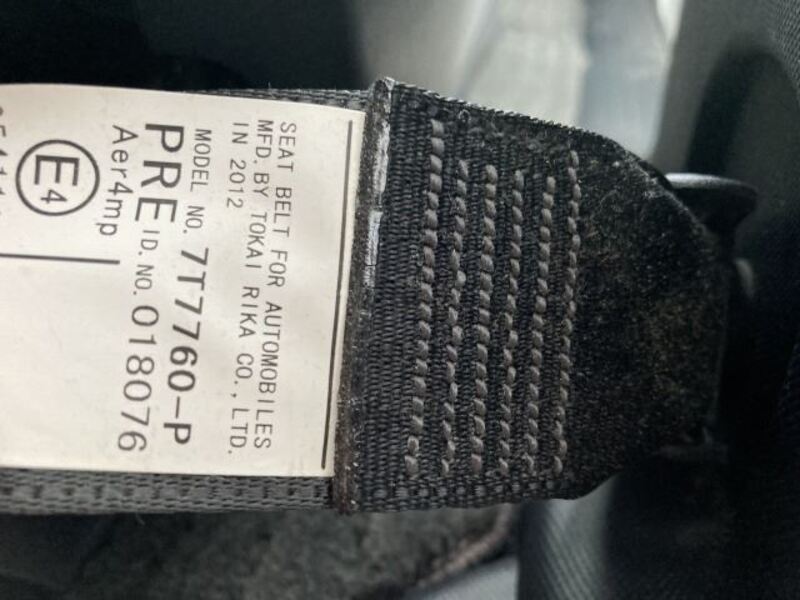 SEAT BELT FOR AUTOMOBILES
MFD. BY TOKAI RIKA CO., LTD.
IN 2012
MODEL NO. 7T7760-P
PRE ID. NO. 018076
Aer4mp
E4